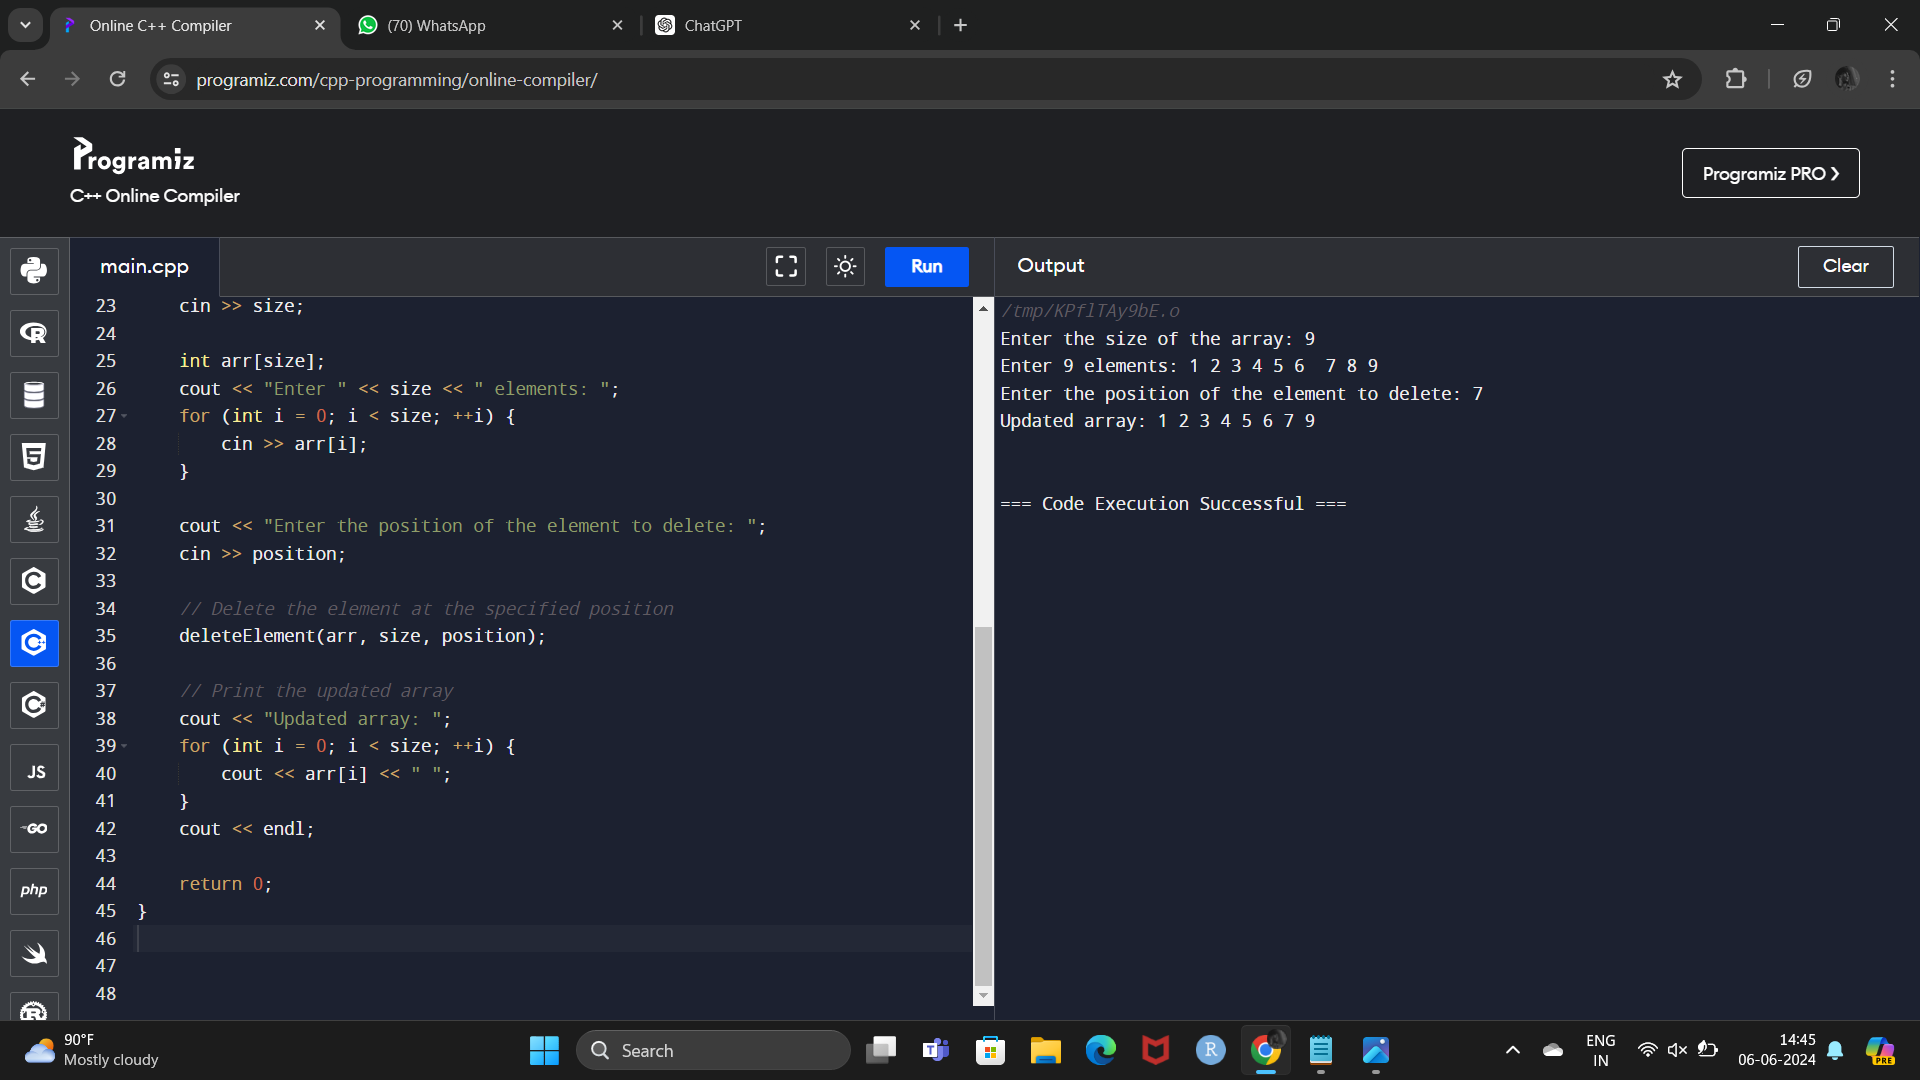 Online C++ Compiler
(70) WhatsApp
ChatGPT
programiz.com/cpp-programming/online-compiler/
Programiz
C++ Online Compiler
Programiz PRO ❯
main.cpp
Run
Output
Clear
23 cin >> size;
24
25 int arr[size];
26 cout << "Enter " << size << " elements: ";
27 for (int i = 0; i < size; ++i) {
28 cin >> arr[i];
29 }
30
31 cout << "Enter the position of the element to delete: ";
32 cin >> position;
33
34 // Delete the element at the specified position
35 deleteElement(arr, size, position);
36
37 // Print the updated array
38 cout << "Updated array: ";
39 for (int i = 0; i < size; ++i) {
40 cout << arr[i] << " ";
41 }
42 cout << endl;
43
44 return 0;
45 }
46
47
48
/tmp/KPflTAy9bE.o
Enter the size of the array: 9
Enter 9 elements: 1 2 3 4 5 6  7 8 9
Enter the position of the element to delete: 7
Updated array: 1 2 3 4 5 6 7 9
=== Code Execution Successful ===
JS
GO
php
90°F
Mostly cloudy
Search
ENG
IN
14:45
06-06-2024
PRE